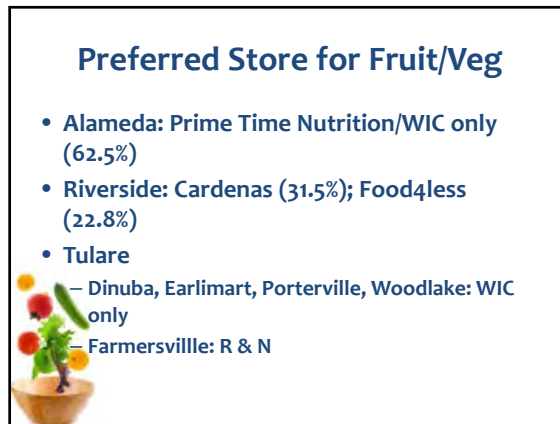 Preferred Store for Fruit/Veg
• Alameda: Prime Time Nutrition/WIC only
(62.5%)
• Riverside: Cardenas (31.5%); Food4less
(22.8%)
• Tulare
– Dinuba, Earlimart, Porterville, Woodlake: WIC
only
– Farmersvillle: R & N